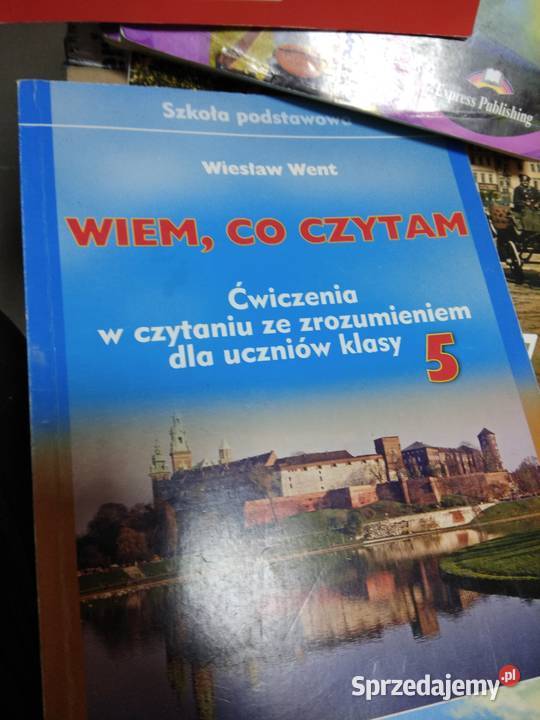 Express Publishing
Szkoła podstawowa
Wiesław Went
WIEM, CO CZYTAM
Ćwiczenia
w czytaniu ze zrozumieniem
dla uczniów klasy 5
Sprzedajemy.pl